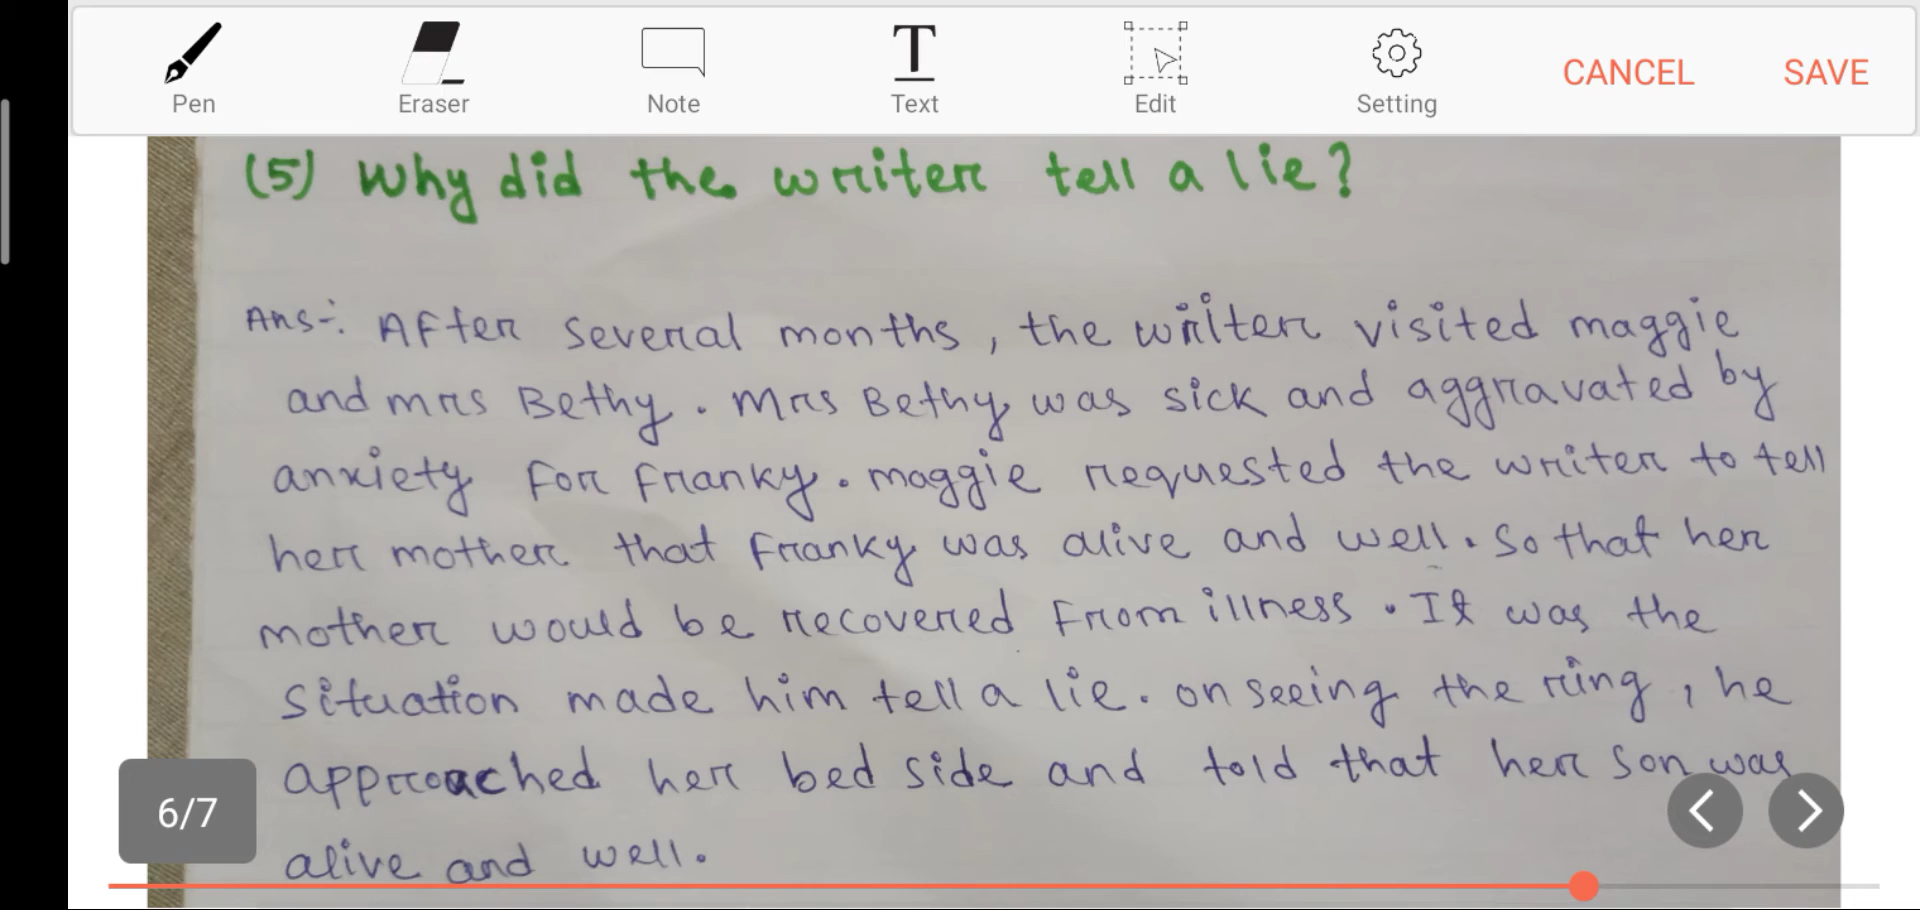 Pen Eraser Note Text Edit Setting CANCEL SAVE
(5) Why did the writer tell a lie?
Ans:- After several months, the writer visited maggie
and mrs Bethy. Mrs Bethy was sick and aggravated by
anxiety for Franky. maggie requested the writer to tell
her mother that Franky was alive and well. So that her
mother would be recovered from illness. It was the
situation made him tell a lie. on seeing the ring, he
approached her bed side and told that her son was
6/7
alive and well.